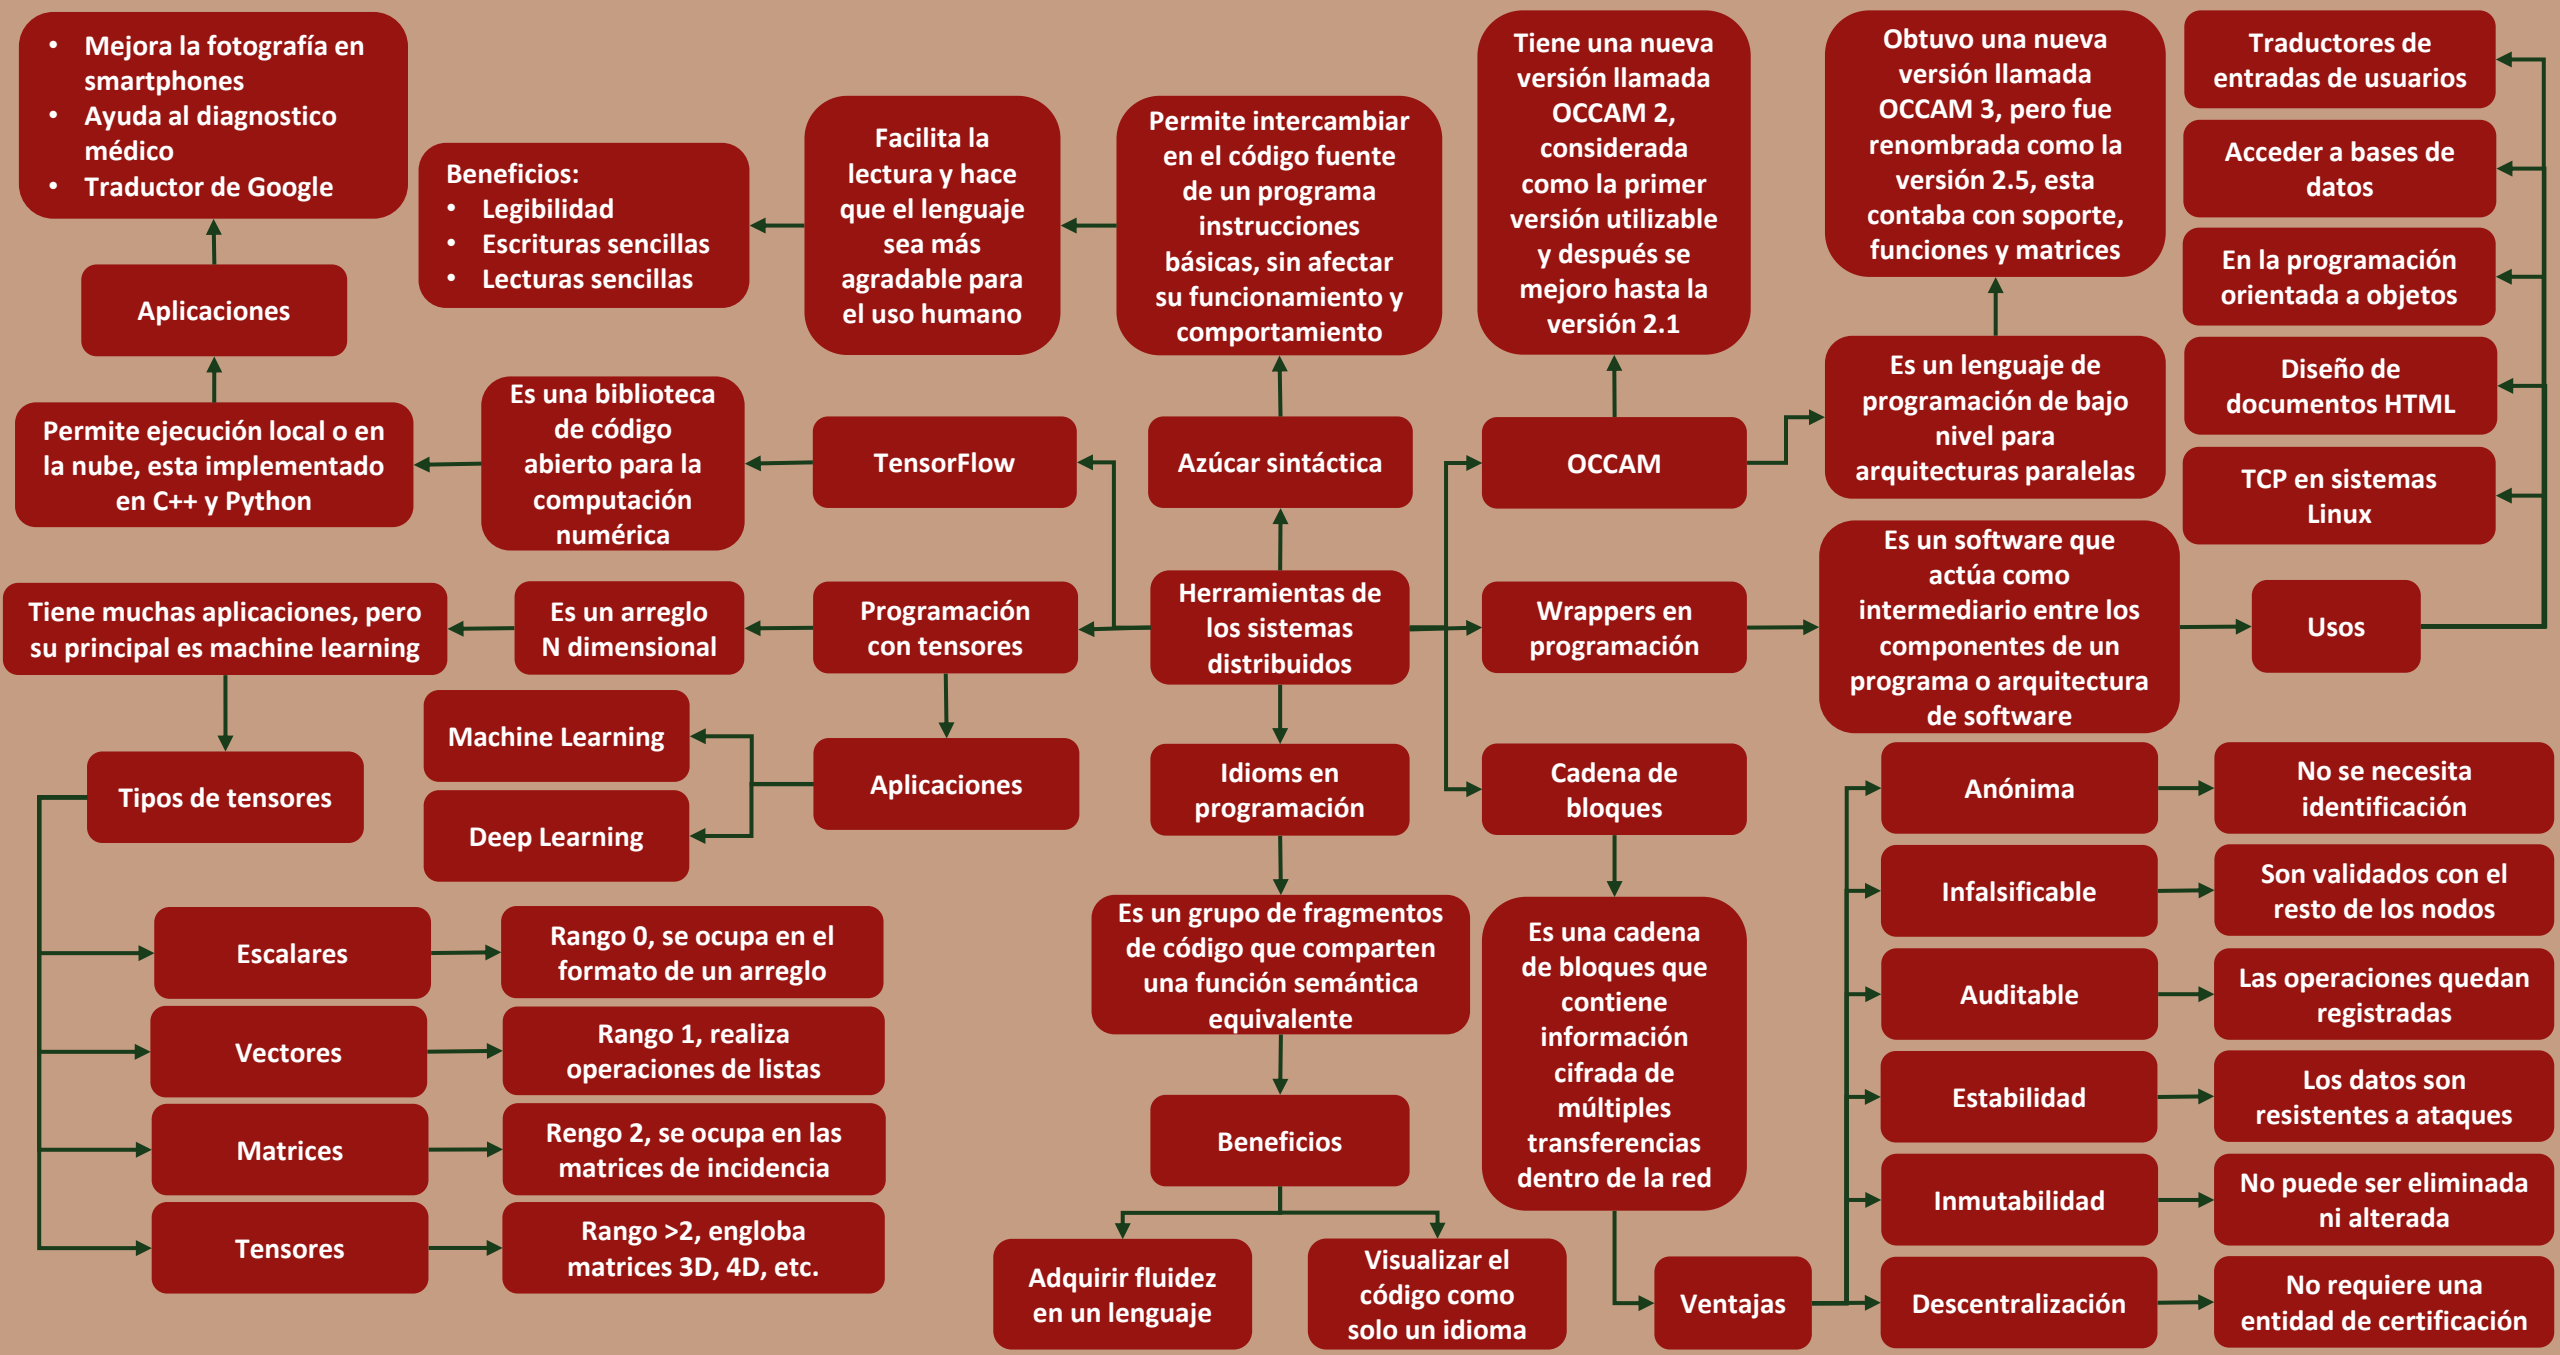 • Mejora la fotografía en
smartphones
• Ayuda al diagnostico
médico
• Traductor de Google
Aplicaciones
Permite ejecución local o en
la nube, esta implementado
en C++ y Python
Beneficios:
• Legibilidad
• Escrituras sencillas
• Lecturas sencillas
Facilita la
lectura y hace
que el lenguaje
sea más
agradable para
el uso humano
Permite intercambiar
en el código fuente
de un programa
instrucciones
básicas, sin afectar
su funcionamiento y
comportamiento
Es una biblioteca
de código
abierto para la
computación
numérica
TensorFlow
Azúcar sintáctica
Tiene una nueva
versión llamada
OCCAM 2,
considerada
como la primer
versión utilizable
y después se
mejoro hasta la
versión 2.1
OCCAM
Obtuvo una nueva
versión llamada
OCCAM 3, pero fue
renombrada como la
versión 2.5, esta
contaba con soporte,
funciones y matrices
Es un lenguaje de
programación de bajo
nivel para
arquitecturas paralelas
Traductores de
entradas de usuarios
Acceder a bases de
datos
En la programación
orientada a objetos
Diseño de
documentos HTML
TCP en sistemas
Linux
Tiene muchas aplicaciones, pero
su principal es machine learning
Es un arreglo
N dimensional
Programación
con tensores
Herramientas de
los sistemas
distribuidos
Wrappers en
programación
Es un software que
actúa como
intermediario entre los
componentes de un
programa o arquitectura
de software
Usos
Tipos de tensores
Machine Learning
Deep Learning
Aplicaciones
Idioms en
programación
Cadena de
bloques
Escalares
Rango 0, se ocupa en el
formato de un arreglo
Vectores
Rango 1, realiza
operaciones de listas
Matrices
Rengo 2, se ocupa en las
matrices de incidencia
Tensores
Rango >2, engloba
matrices 3D, 4D, etc.
Es un grupo de fragmentos
de código que comparten
una función semántica
equivalente
Beneficios
Adquirir fluidez
en un lenguaje
Visualizar el
código como
solo un idioma
Es una cadena
de bloques que
contiene
información
cifrada de
múltiples
transferencias
dentro de la red
Ventajas
Anónima
No se necesita
identificación
Infalsificable
Son validados con el
resto de los nodos
Auditable
Las operaciones quedan
registradas
Estabilidad
Los datos son
resistentes a ataques
Inmutabilidad
No puede ser eliminada
ni alterada
Descentralización
No requiere una
entidad de certificación